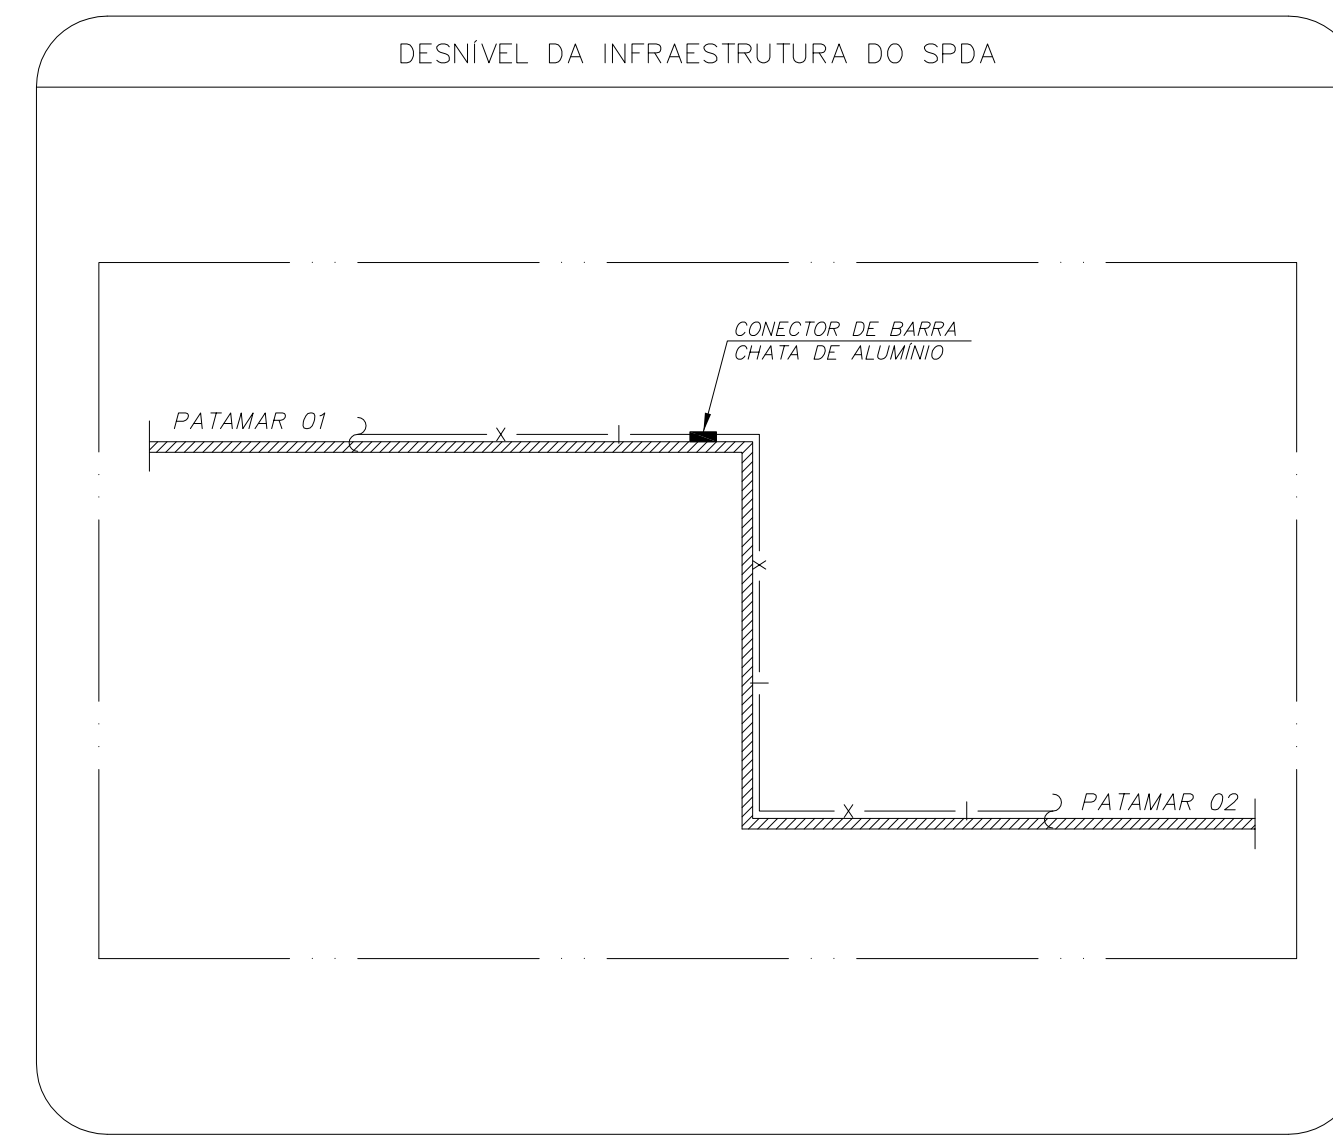 DESNÍVEL DA INFRAESTRUTURA DO SPDA
CONECTOR DE BARRA
CHATA DE ALUMÍNIO
PATAMAR 01
X
X
X
PATAMAR 02